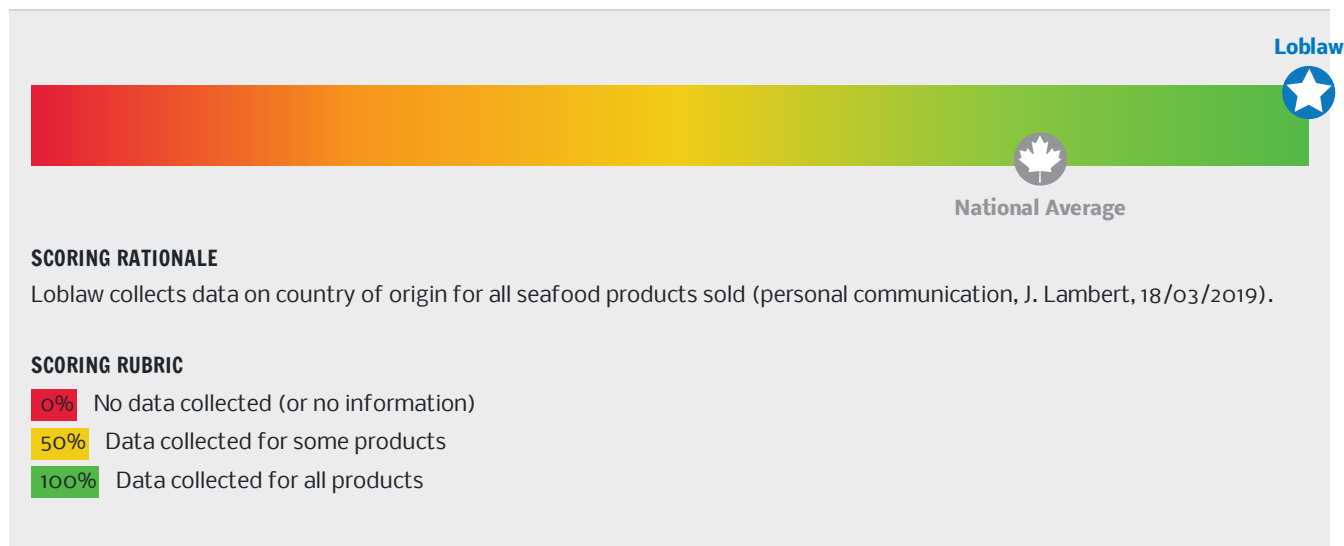 Loblaw
National Average
SCORING RATIONALE
Loblaw collects data on country of origin for all seafood products sold (personal communication, J. Lambert, 18/03/2019).
SCORING RUBRIC
0% No data collected (or no information)
50% Data collected for some products
100% Data collected for all products